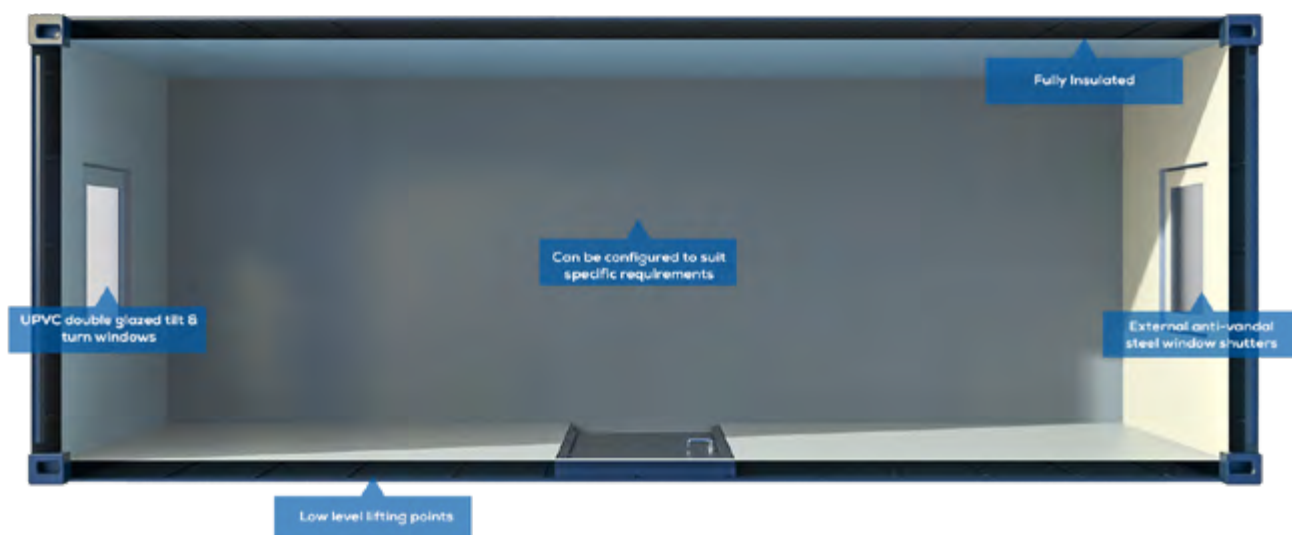 Fully Insulated
Can be configured to suit
specific requirements
UPVC double glazed tilt &
turn windows
External anti-vandal
steel window shutters
Low level lifting points